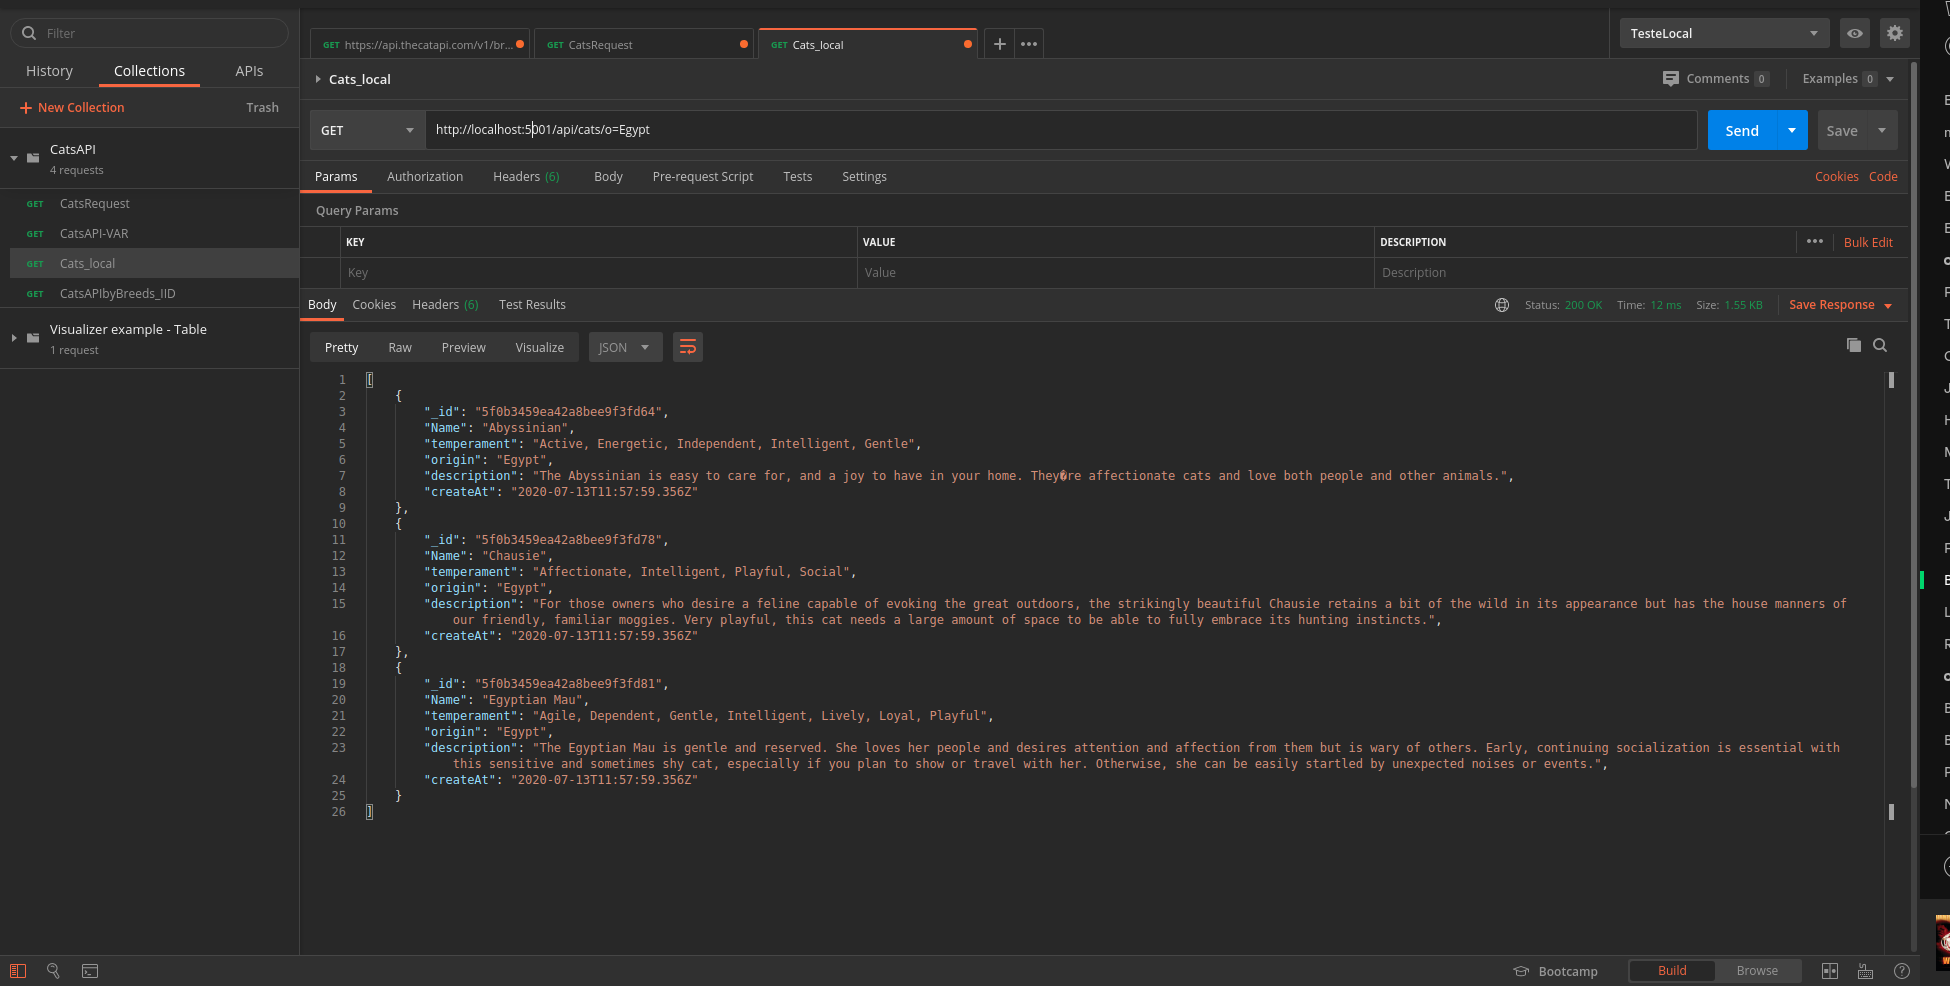 Filter
History Collections APIs
New Collection Trash
CatsAPI
4 requests
GET CatsRequest
GET CatsAPI-VAR
GET Cats_local
GET CatsAPIbyBreeds_IID
Visualizer example - Table
1 request
GET https://api.thecatapi.com/v1/br...
GET CatsRequest
GET Cats_local
TesteLocal
Cats_local
Comments 0 Examples 0
GET http://localhost:5001/api/cats/o=Egypt Send Save
Params Authorization Headers (6) Body Pre-request Script Tests Settings Cookies Code
Query Params
KEY VALUE DESCRIPTION Bulk Edit
Key Value Description
Body Cookies Headers (6) Test Results Status: 200 OK Time: 12 ms Size: 1.55 KB Save Response
Pretty Raw Preview Visualize JSON
1 [
2 {
3 "_id": "5f0b3459ea42a8bee9f3fd64",
4 "Name": "Abyssinian",
5 "temperament": "Active, Energetic, Independent, Intelligent, Gentle",
6 "origin": "Egypt",
7 "description": "The Abyssinian is easy to care for, and a joy to have in your home. They�re affectionate cats and love both people and other animals.",
8 "createAt": "2020-07-13T11:57:59.356Z"
9 },
10 {
11 "_id": "5f0b3459ea42a8bee9f3fd78",
12 "Name": "Chausie",
13 "temperament": "Affectionate, Intelligent, Playful, Social",
14 "origin": "Egypt",
15 "description": "For those owners who desire a feline capable of evoking the great outdoors, the strikingly beautiful Chausie retains a bit of the wild in its appearance but has the house manners of
our friendly, familiar moggies. Very playful, this cat needs a large amount of space to be able to fully embrace its hunting instincts.",
16 "createAt": "2020-07-13T11:57:59.356Z"
17 },
18 {
19 "_id": "5f0b3459ea42a8bee9f3fd81",
20 "Name": "Egyptian Mau",
21 "temperament": "Agile, Dependent, Gentle, Intelligent, Lively, Loyal, Playful",
22 "origin": "Egypt",
23 "description": "The Egyptian Mau is gentle and reserved. She loves her people and desires attention and affection from them but is wary of others. Early, continuing socialization is essential with
this sensitive and sometimes shy cat, especially if you plan to show or travel with her. Otherwise, she can be easily startled by unexpected noises or events.",
24 "createAt": "2020-07-13T11:57:59.356Z"
25 }
26 ]
Bootcamp Build Browse